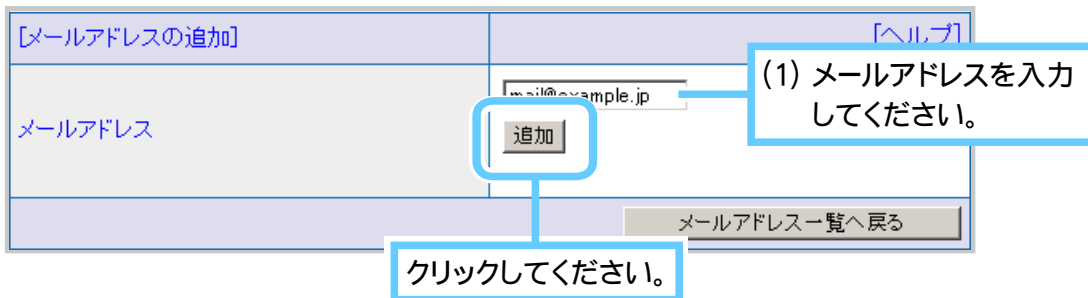 [メールアドレスの追加]
[ヘルプ]
(1) メールアドレスを入力
してください。
mail@example.jp
メールアドレス
追加
メールアドレス一覧へ戻る
クリックしてください。